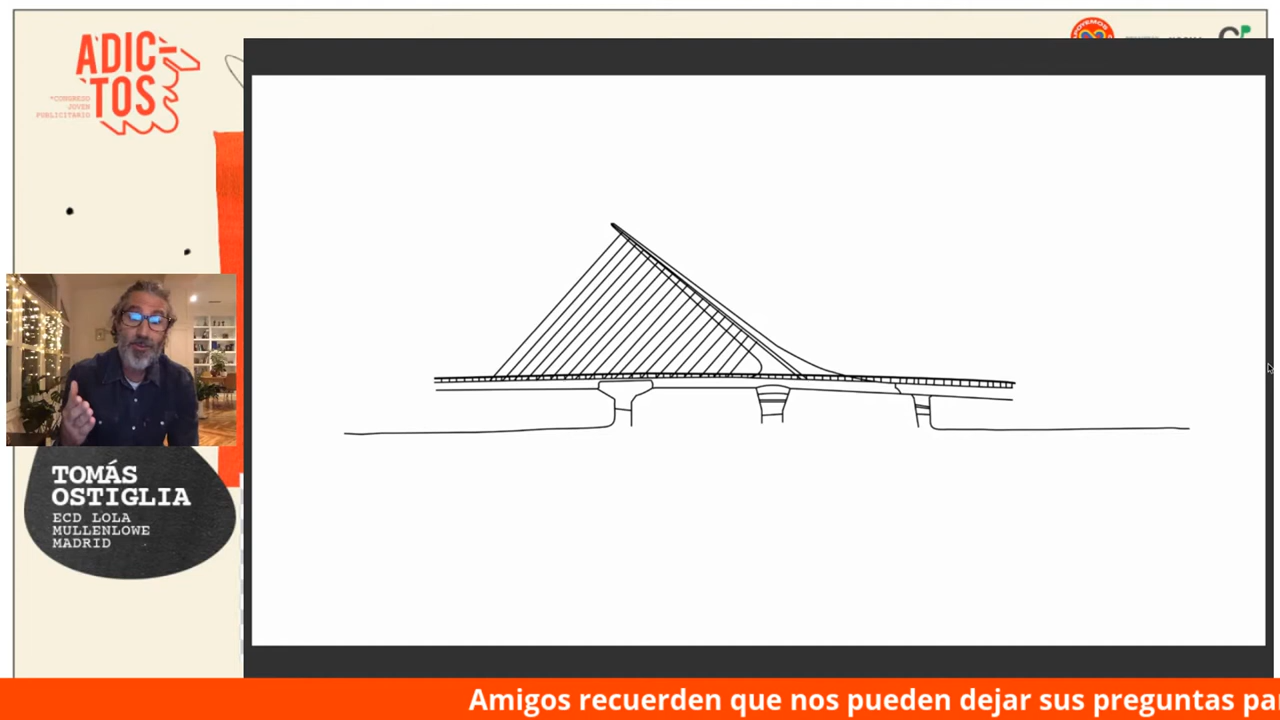 ADIC
TOS
*CONGRESO
JOVEN
PUBLICITARIO
TOMÁS
OSTIGLIA
ECD LOLA
MULLENLOWE
MADRID
Amigos recuerden que nos pueden dejar sus preguntas pa